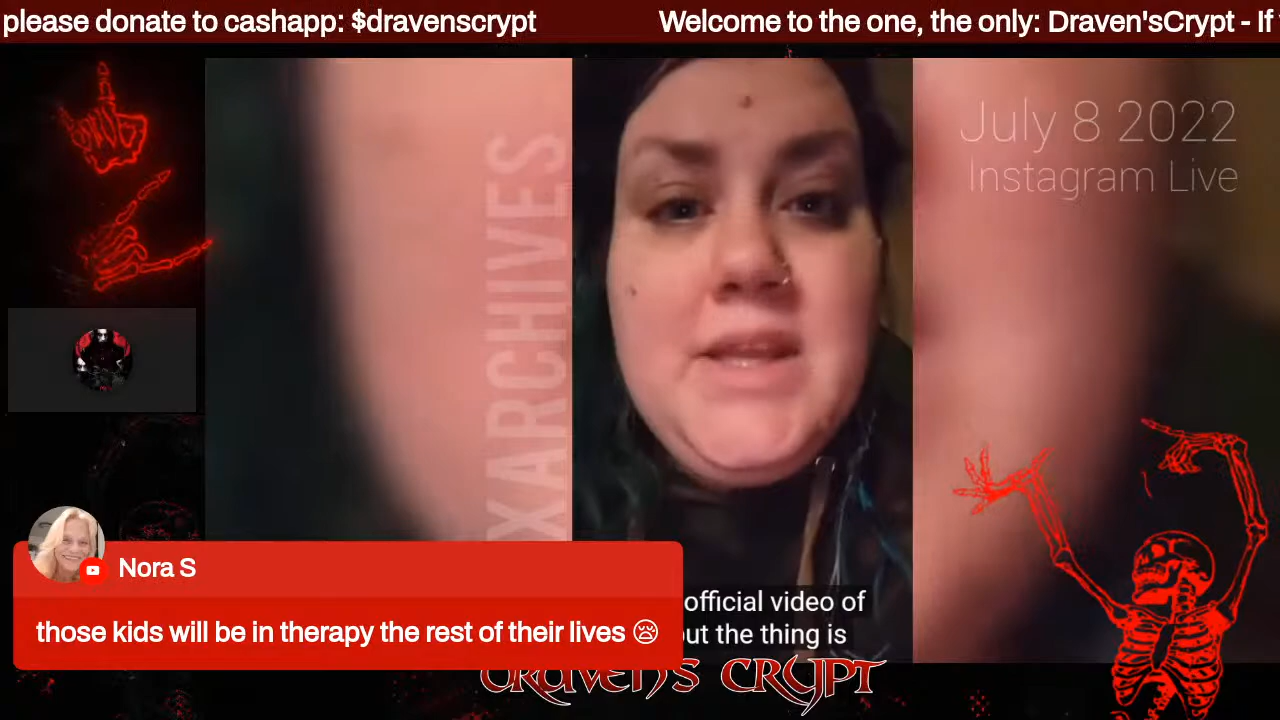 please donate to cashapp: $dravenscrypt
Welcome to the one, the only: Draven'sCrypt - If
July 8 2022
Instagram Live
XARCHIVES
Nora S
those kids will be in therapy the rest of their lives 😢
official video of
out the thing is
DRAVEN'S CRYPT